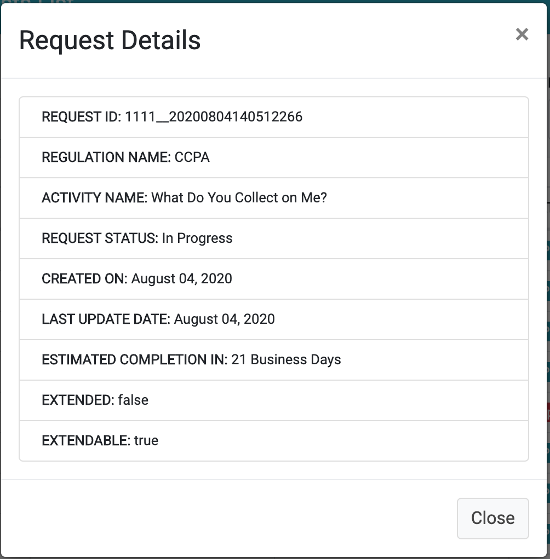 Request Details
×
REQUEST ID: 1111__20200804140512266
REGULATION NAME: CCPA
ACTIVITY NAME: What Do You Collect on Me?
REQUEST STATUS: In Progress
CREATED ON: August 04, 2020
LAST UPDATE DATE: August 04, 2020
ESTIMATED COMPLETION IN: 21 Business Days
EXTENDED: false
EXTENDABLE: true
Close